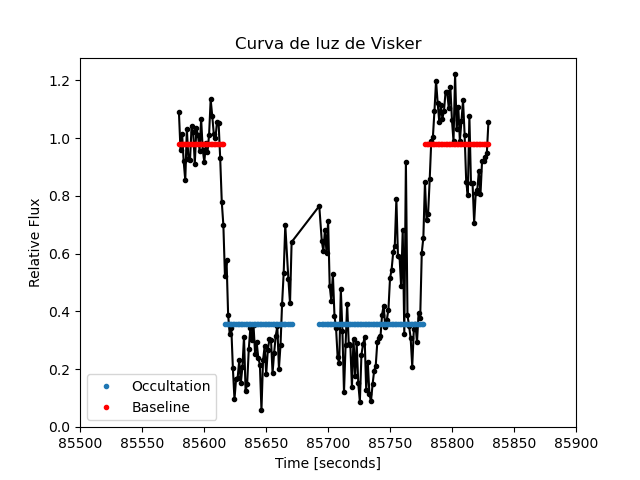 Curva de luz de Visker
Relative Flux
1.2
1.0
0.8
0.6
0.4
0.2
0.0
Occultation
Baseline
85500 85550 85600 85650 85700 85750 85800 85850 85900
Time [seconds]